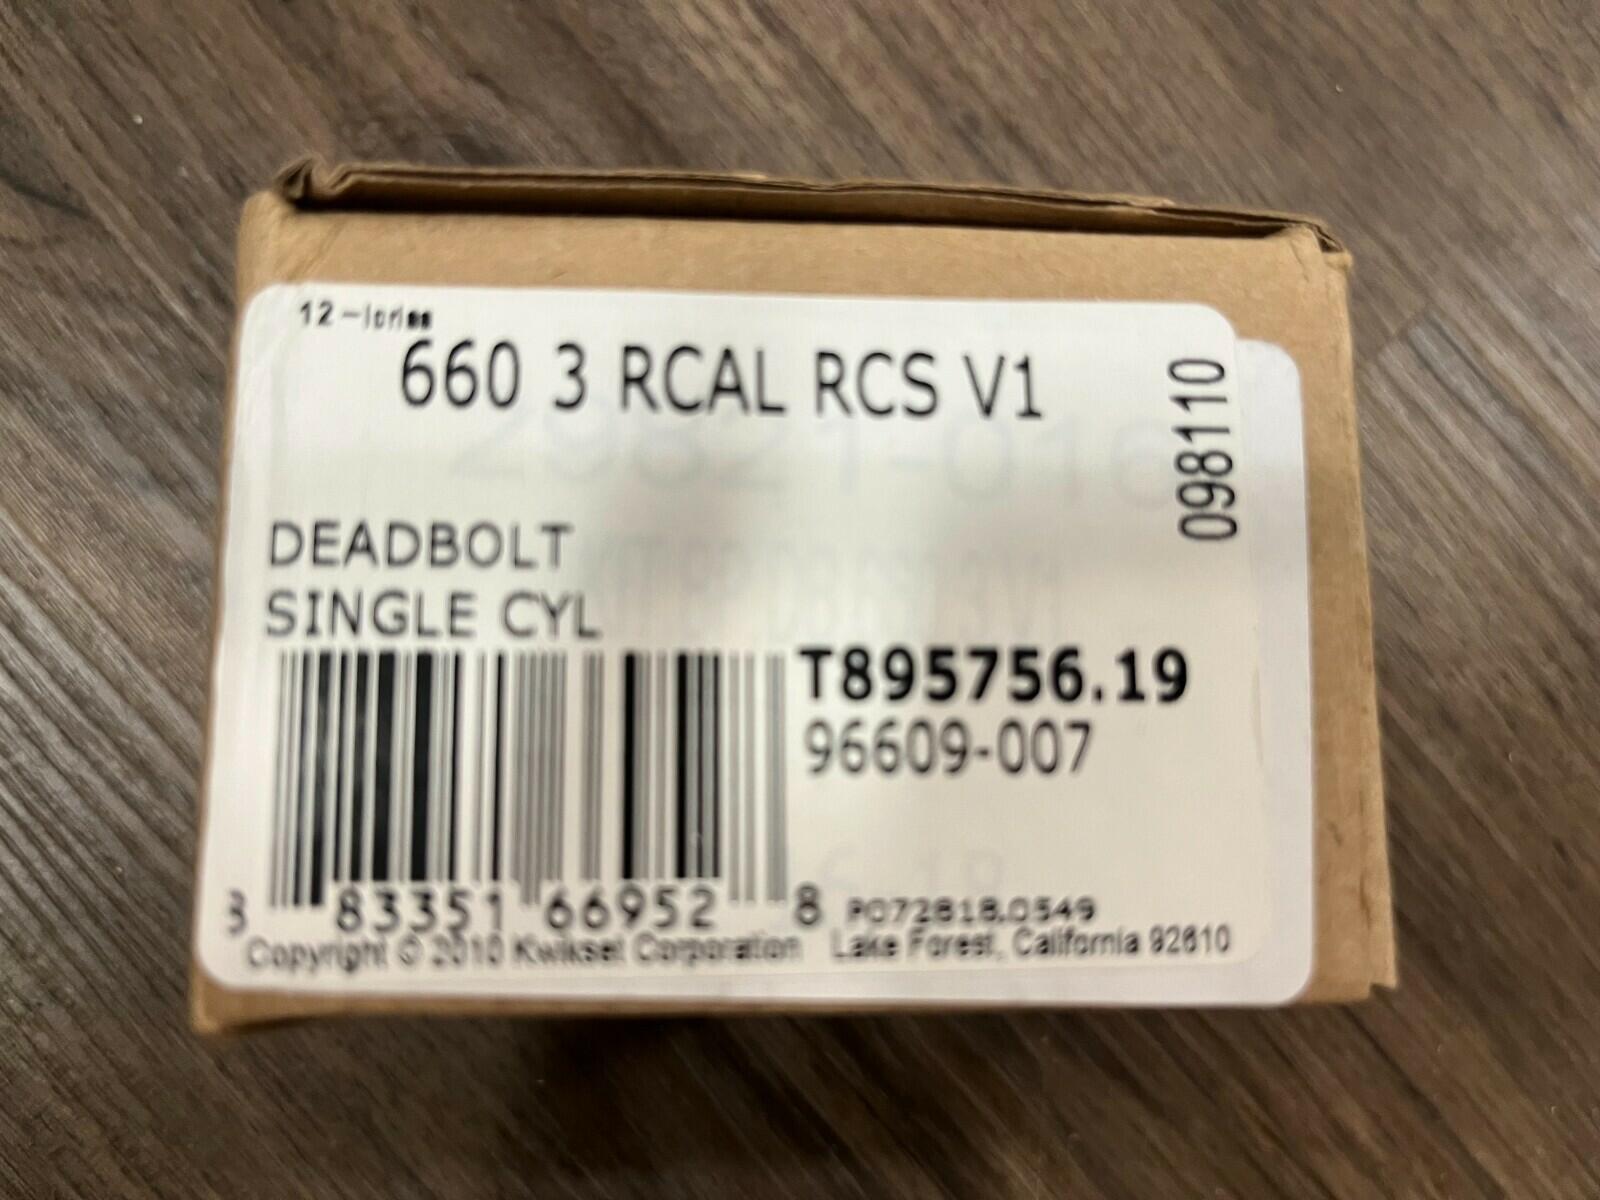 660 3 RCAL RCS V1
098110
DEADBOLT
SINGLE CYL
T895756.19
96609-007
3 83351 66952 8
P072818.0549
Copyright © 2010 Kwikset Corporation Lake Forest, California 92610